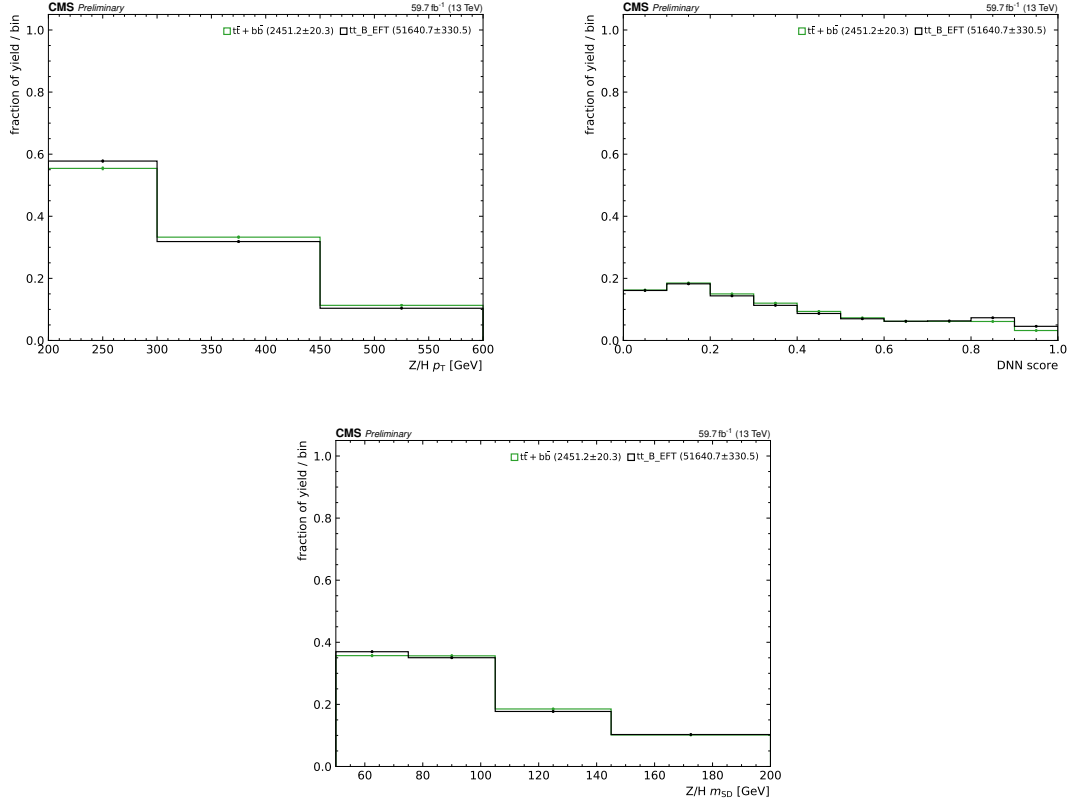 CMS Preliminary 59.7 fb⁻¹ (13 TeV)
tt̄ + bb̄ (2451.2±20.3) tt_B_EFT (51640.7±330.5)
fraction of yield / bin
1.0
0.8
0.6
0.4
0.2
0.0
200 250 300 350 400 450 500 550 600
Z/H p_T [GeV]
CMS Preliminary 59.7 fb⁻¹ (13 TeV)
tt̄ + bb̄ (2451.2±20.3) tt_B_EFT (51640.7±330.5)
fraction of yield / bin
1.0
0.8
0.6
0.4
0.2
0.0
0.0 0.2 0.4 0.6 0.8 1.0
DNN score
CMS Preliminary 59.7 fb⁻¹ (13 TeV)
tt̄ + bb̄ (2451.2±20.3) tt_B_EFT (51640.7±330.5)
fraction of yield / bin
1.0
0.8
0.6
0.4
0.2
0.0
60 80 100 120 140 160 180 200
Z/H m_SD [GeV]